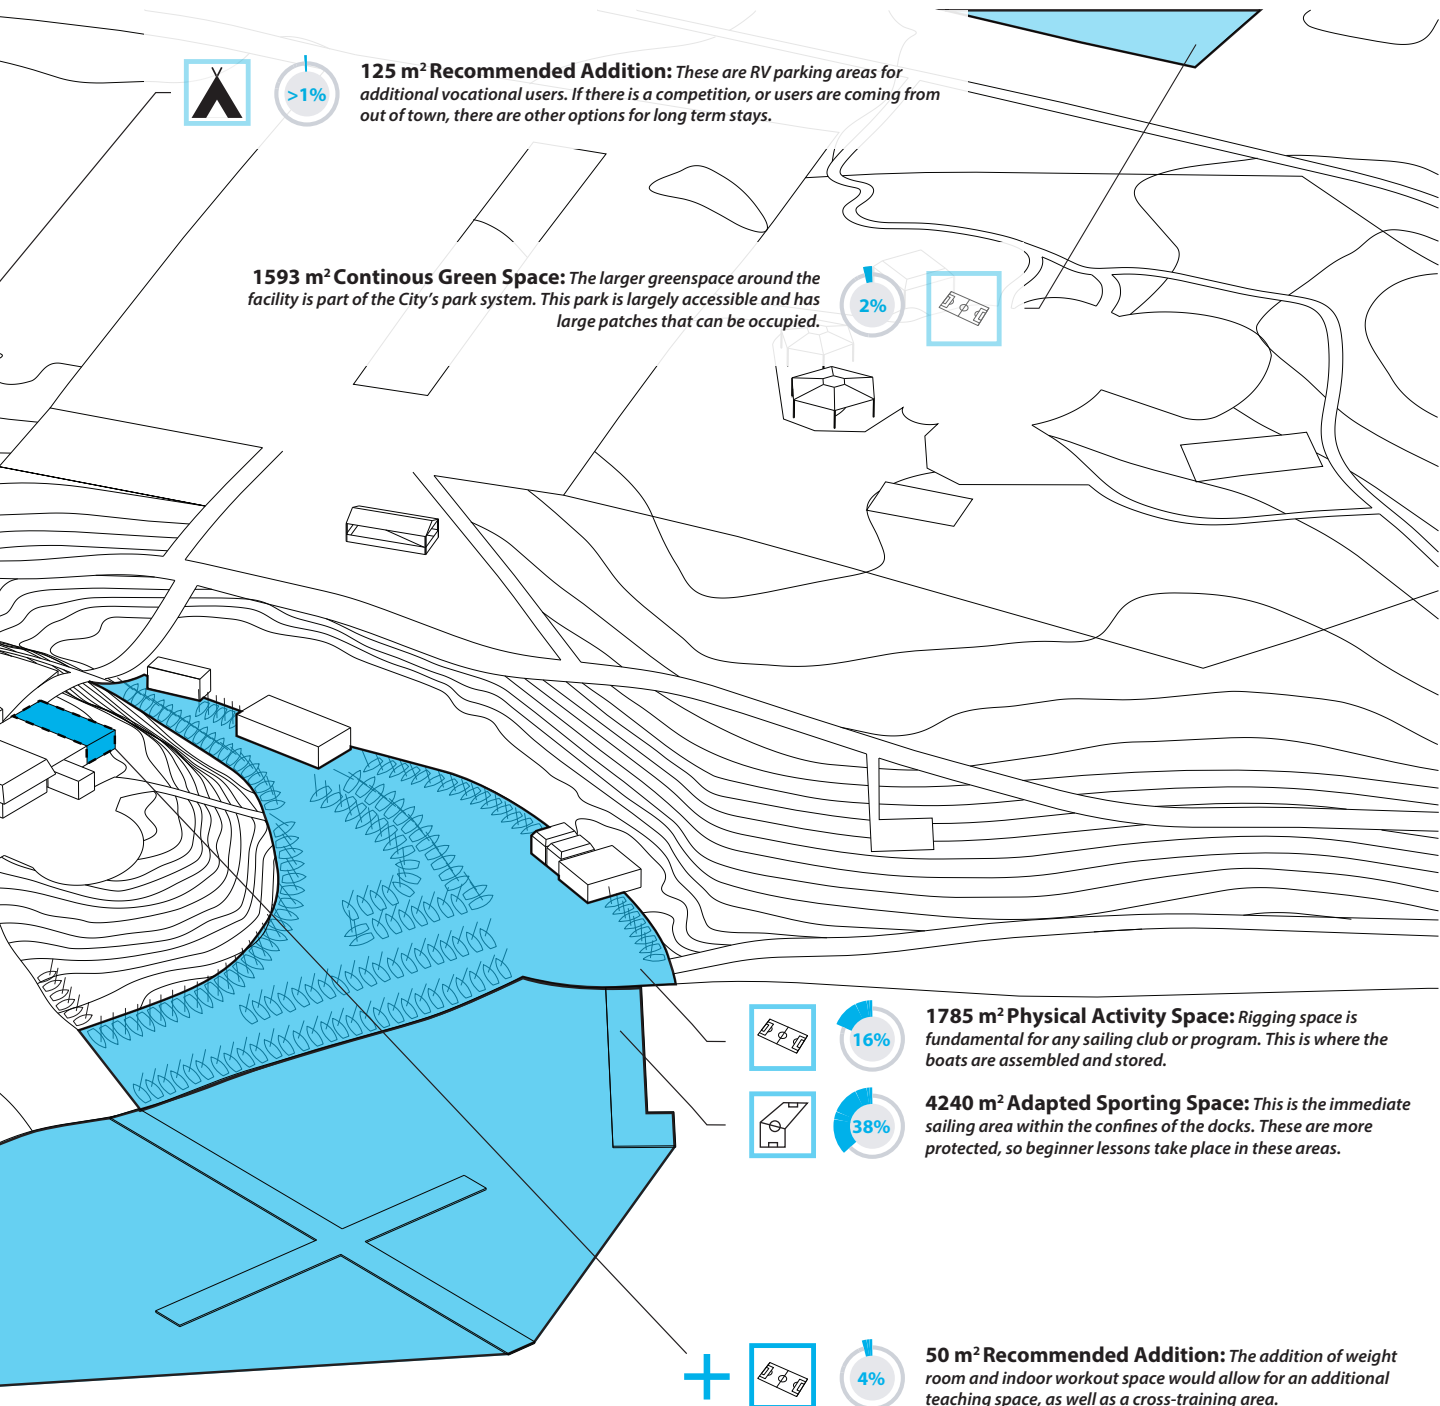 >1%
125 m² Recommended Addition: These are RV parking areas for
additional vocational users. If there is a competition, or users are coming from
out of town, there are other options for long term stays.
1593 m² Continous Green Space: The larger greenspace around the
facility is part of the City's park system. This park is largely accessible and has
large patches that can be occupied.
2%
16%
1785 m² Physical Activity Space: Rigging space is
fundamental for any sailing club or program. This is where the
boats are assembled and stored.
38%
4240 m² Adapted Sporting Space: This is the immediate
sailing area within the confines of the docks. These are more
protected, so beginner lessons take place in these areas.
4%
50 m² Recommended Addition: The addition of weight
room and indoor workout space would allow for an additional
teaching space, as well as a cross-training area.